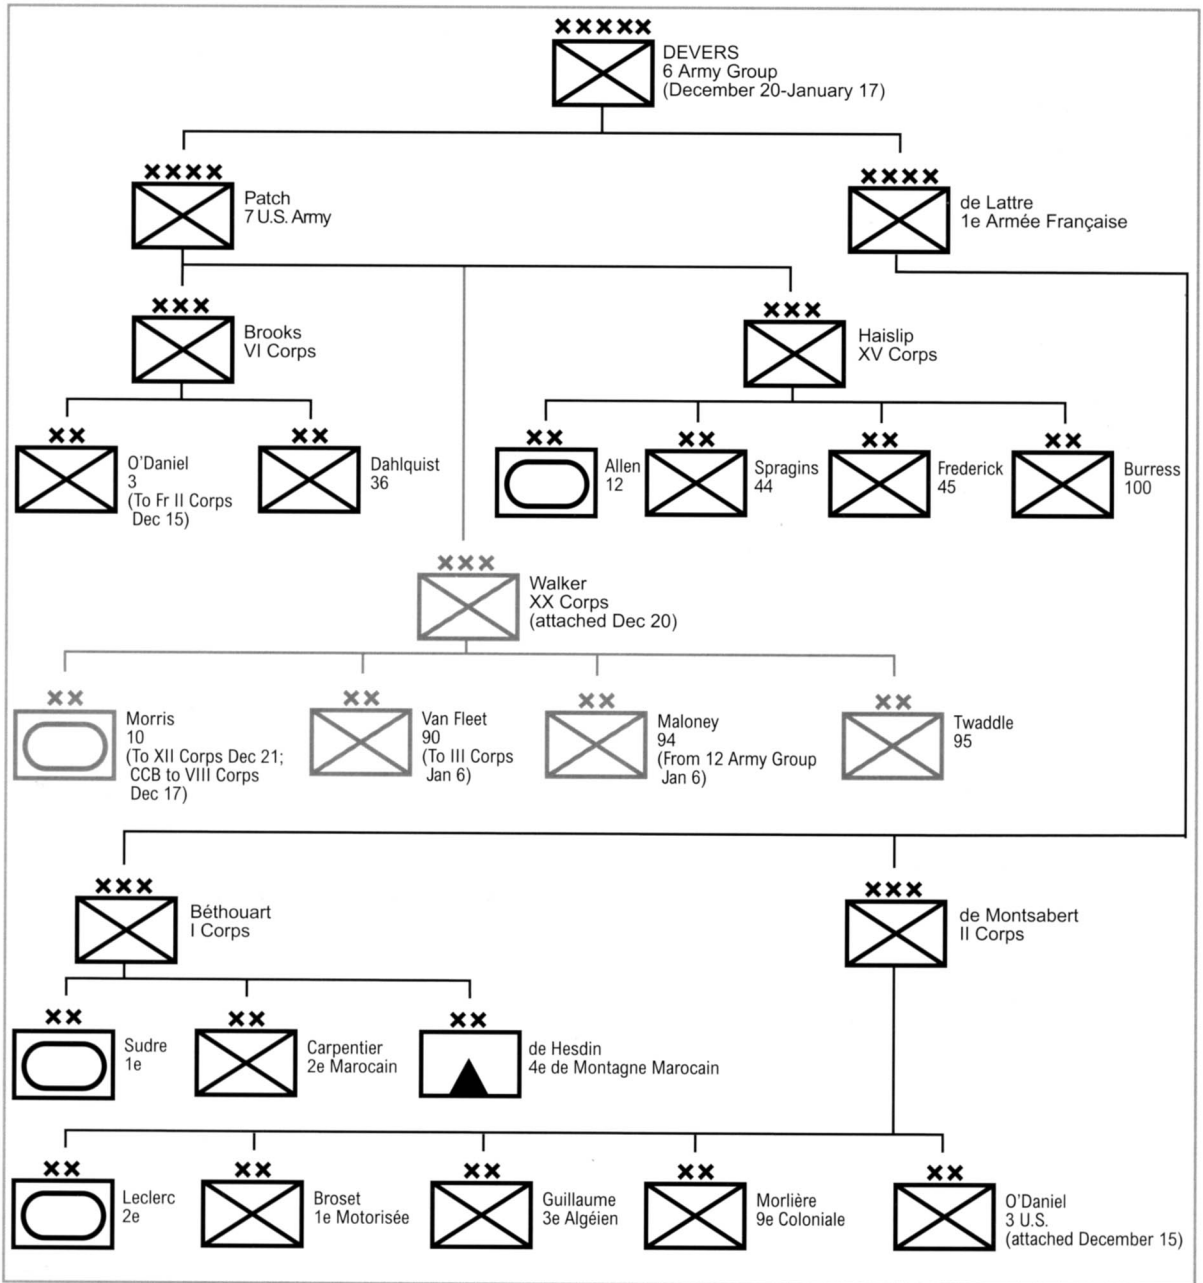 DEVERS
6 Army Group
(December 20-January 17)
Patch
7 U.S. Army
de Lattre
1e Armée Française
Brooks
VI Corps
Haislip
XV Corps
O'Daniel
3
(To Fr II Corps
Dec 15)
Dahlquist
36
Allen
12
Spragins
44
Frederick
45
Burress
100
Walker
XX Corps
(attached Dec 20)
Morris
10
(To XII Corps Dec 21;
CCB to VIII Corps
Dec 17)
Van Fleet
90
(To III Corps
Jan 6)
Maloney
94
(From 12 Army Group
Jan 6)
Twaddle
95
Béthouart
I Corps
de Montsabert
II Corps
Sudre
1e
Carpentier
2e Marocain
de Hesdin
4e de Montagne Marocain
Leclerc
2e
Broset
1e Motorisée
Guillaume
3e Algéien
Morlière
9e Coloniale
O'Daniel
3 U.S.
(attached December 15)